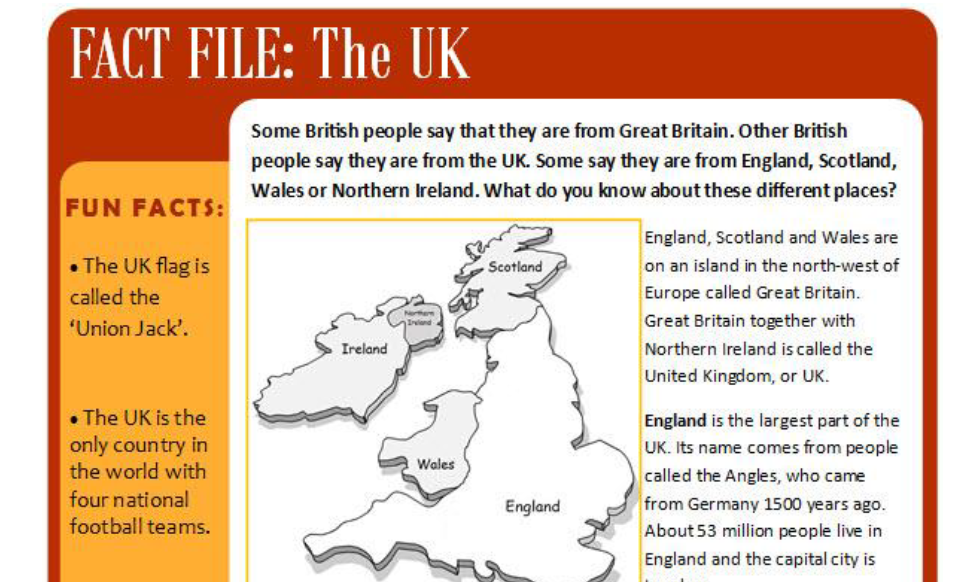 FACT FILE: The UK
Some British people say that they are from Great Britain. Other British
people say they are from the UK. Some say they are from England, Scotland,
Wales or Northern Ireland. What do you know about these different places?
FUN FACTS:
• The UK flag is
called the
‘Union Jack’.
• The UK is the
only country in
the world with
four national
football teams.
Scotland
Northern
Ireland
Ireland
Wales
England
England, Scotland and Wales are
on an island in the north-west of
Europe called Great Britain.
Great Britain together with
Northern Ireland is called the
United Kingdom, or UK.
England is the largest part of the
UK. Its name comes from people
called the Angles, who came
from Germany 1500 years ago.
About 53 million people live in
England and the capital city is